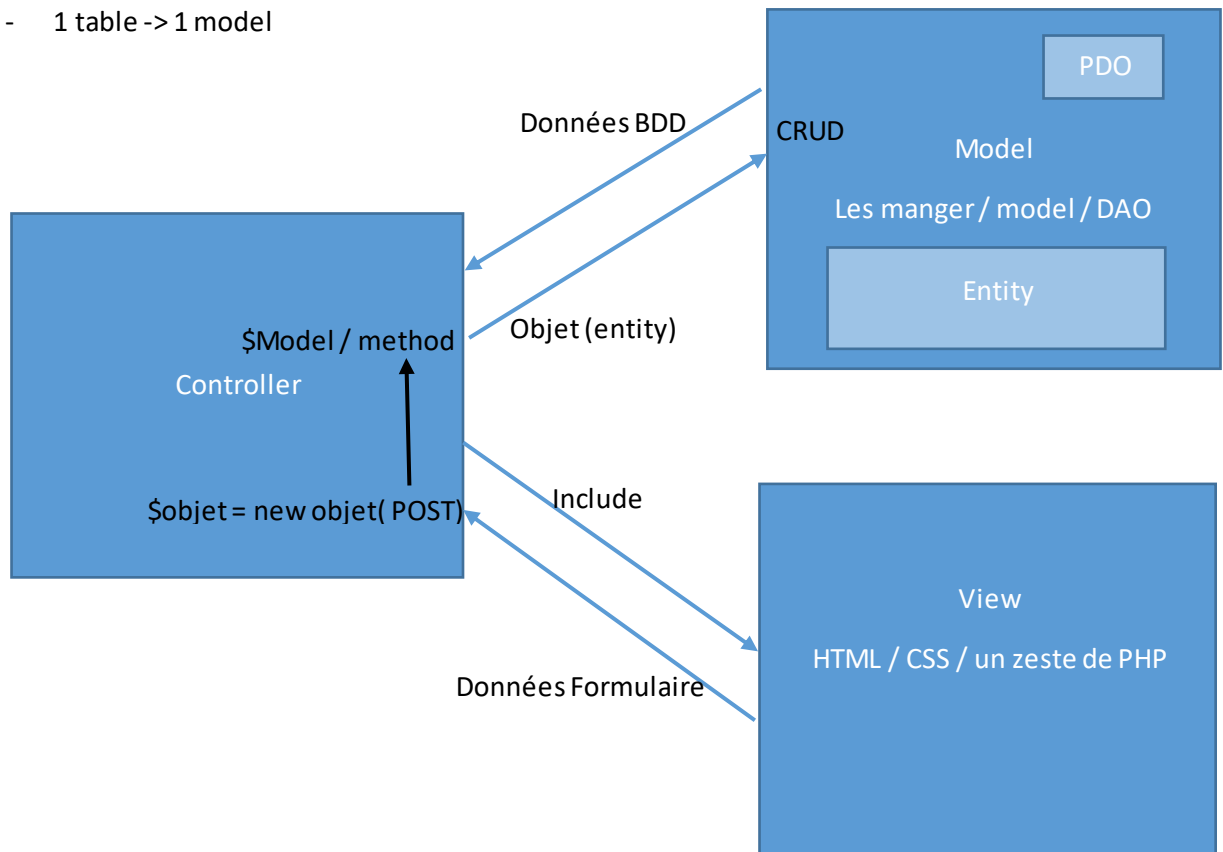 - 1 table -> 1 model
PDO
Données BDD
CRUD
Model
Les manger / model / DAO
Entity
$Model / method
Objet (entity)
Controller
$objet = new objet( POST)
Include
View
HTML / CSS / un zeste de PHP
Données Formulaire